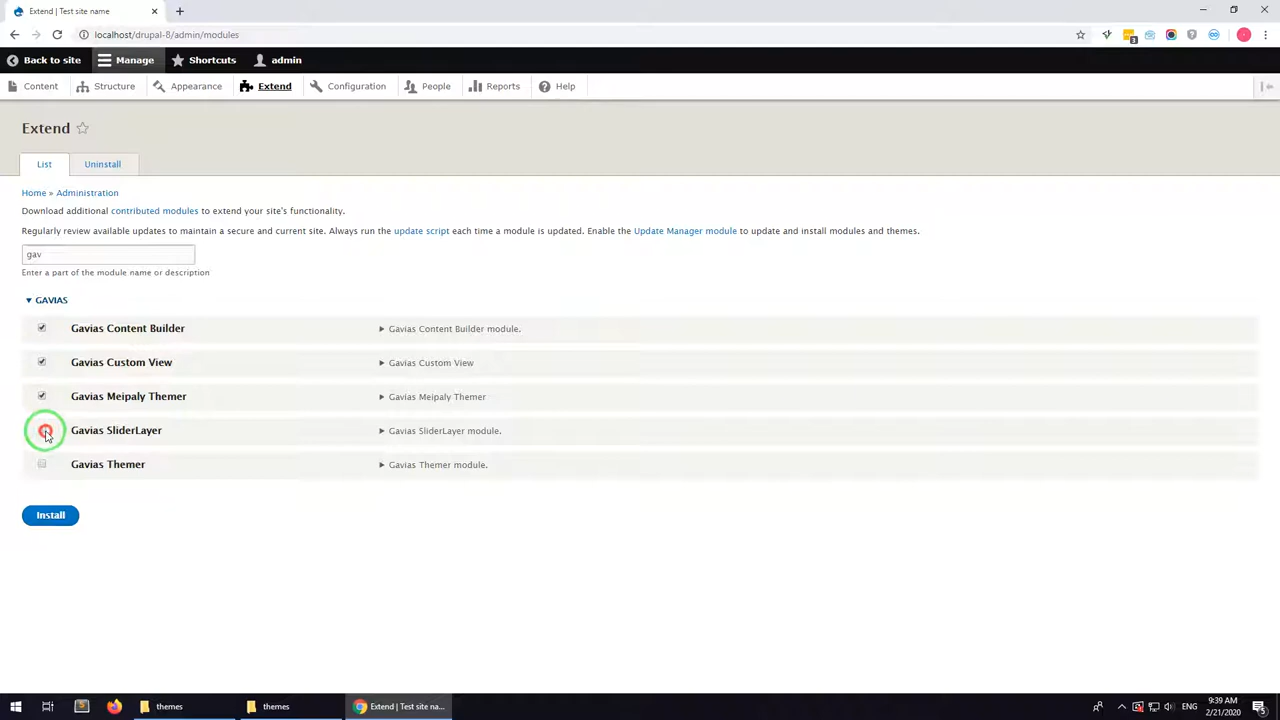 Extend | Test site name
localhost/drupal-8/admin/modules
3
Back to site Manage Shortcuts admin
Content Structure Appearance Extend Configuration People Reports Help
Extend
List Uninstall
Home » Administration
Download additional contributed modules to extend your site's functionality.
Regularly review available updates to maintain a secure and current site. Always run the update script each time a module is updated. Enable the Update Manager module to update and install modules and themes.
gav
Enter a part of the module name or description
GAVIAS
Gavias Content Builder Gavias Content Builder module.
Gavias Custom View Gavias Custom View
Gavias Meipaly Themer Gavias Meipaly Themer
Gavias SliderLayer Gavias SliderLayer module.
Gavias Themer Gavias Themer module.
Install
themes themes Extend | Test site na... ENG
9:39 AM
2/21/2020
5